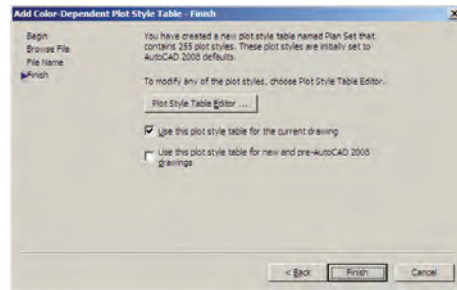 Add Color-Dependent Plot Style Table - Finish
Begin
Browse File
File Name
Finish
You have created a new plot style table named Plan Set that
contains 255 plot styles. These plot styles are initially set to
AutoCAD 2008 defaults.
To modify any of the plot styles, choose Plot Style Table Editor.
Plot Style Table Editor ....
Use this plot style table for the current drawing
Use this plot style table for new and pre-AutoCAD 2008
drawings
< Back
Finish
Cancel